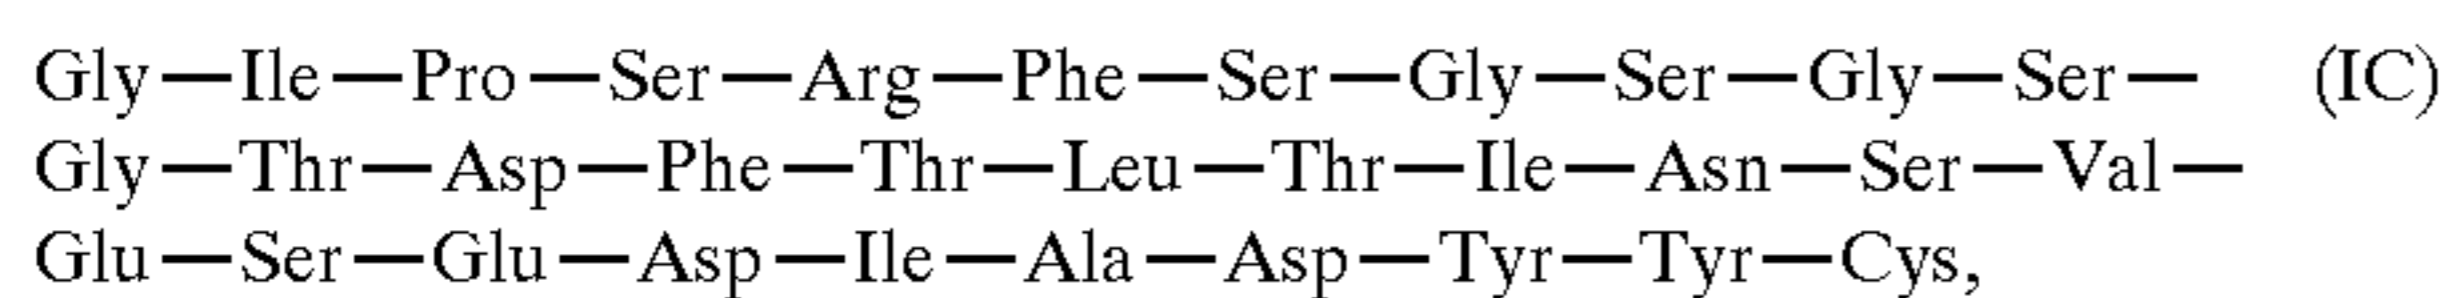 Gly—Ile—Pro—Ser—Arg—Phe—Ser—Gly—Ser—Gly—Ser— (IC)
Gly—Thr—Asp—Phe—Thr—Leu—Thr—Ile—Asn—Ser—Val—
Glu—Ser—Glu—Asp—Ile—Ala—Asp—Tyr—Tyr—Cys,